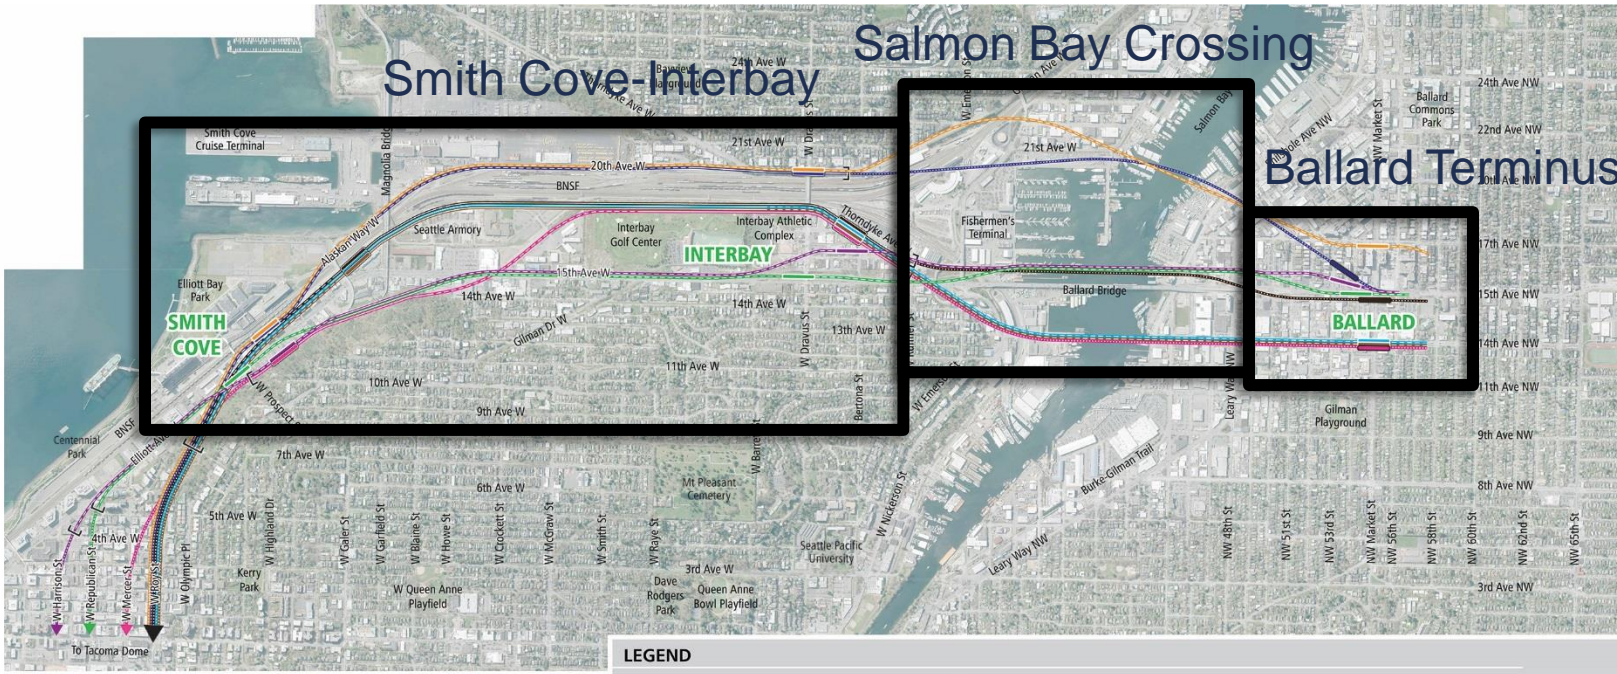 Salmon Bay Crossing
Smith Cove-Interbay
Ballard Terminus
24th Ave W
Thorndyke Ave W
21st Ave W
20th Ave W
BNSF
Smith Cove
Cruise Terminal
Alaskan Way W
Seattle Armory
Interbay
Golf Center
Interbay Athletic
Complex
INTERBAY
15th Ave W
14th Ave W
14th Ave W
13th Ave W
Gilman Dr W
11th Ave W
10th Ave W
9th Ave W
7th Ave W
6th Ave W
5th Ave W
4th Ave W
3rd Ave W
Elliott Bay
Park
SMITH
COVE
Centennial
Park
BNSF
W Harrison St
W Republican St
W Mercer St
W Olympic Pl
To Tacoma Dome
W Highland Dr
Kerry
Park
W Galer St
W Garfield St
W Blaine St
W Howe St
W Crockett St
W McGraw St
W Smith St
W Raye St
W Dravus St
W Queen Anne
Playfield
Dave
Rodgers
Park
Queen Anne
Bowl Playfield
Mt Pleasant
Cemetery
Seattle Pacific
University
W Nickerson St
W Emerson St
21st Ave W
Fishermen's
Terminal
Salmon Bay
Ballard Bridge
Leary Way NW
Burke-Gilman Trail
Gilman
Playground
Ballard
Commons
Park
NW Market St
BALLARD
24th Ave NW
22nd Ave NW
17th Ave NW
15th Ave NW
14th Ave NW
11th Ave NW
9th Ave NW
8th Ave NW
3rd Ave NW
NW 48th St
NW 51st St
NW 53rd St
NW Market St
NW 56th St
NW 58th St
NW 60th St
NW 62nd St
NW 65th St
LEGEND